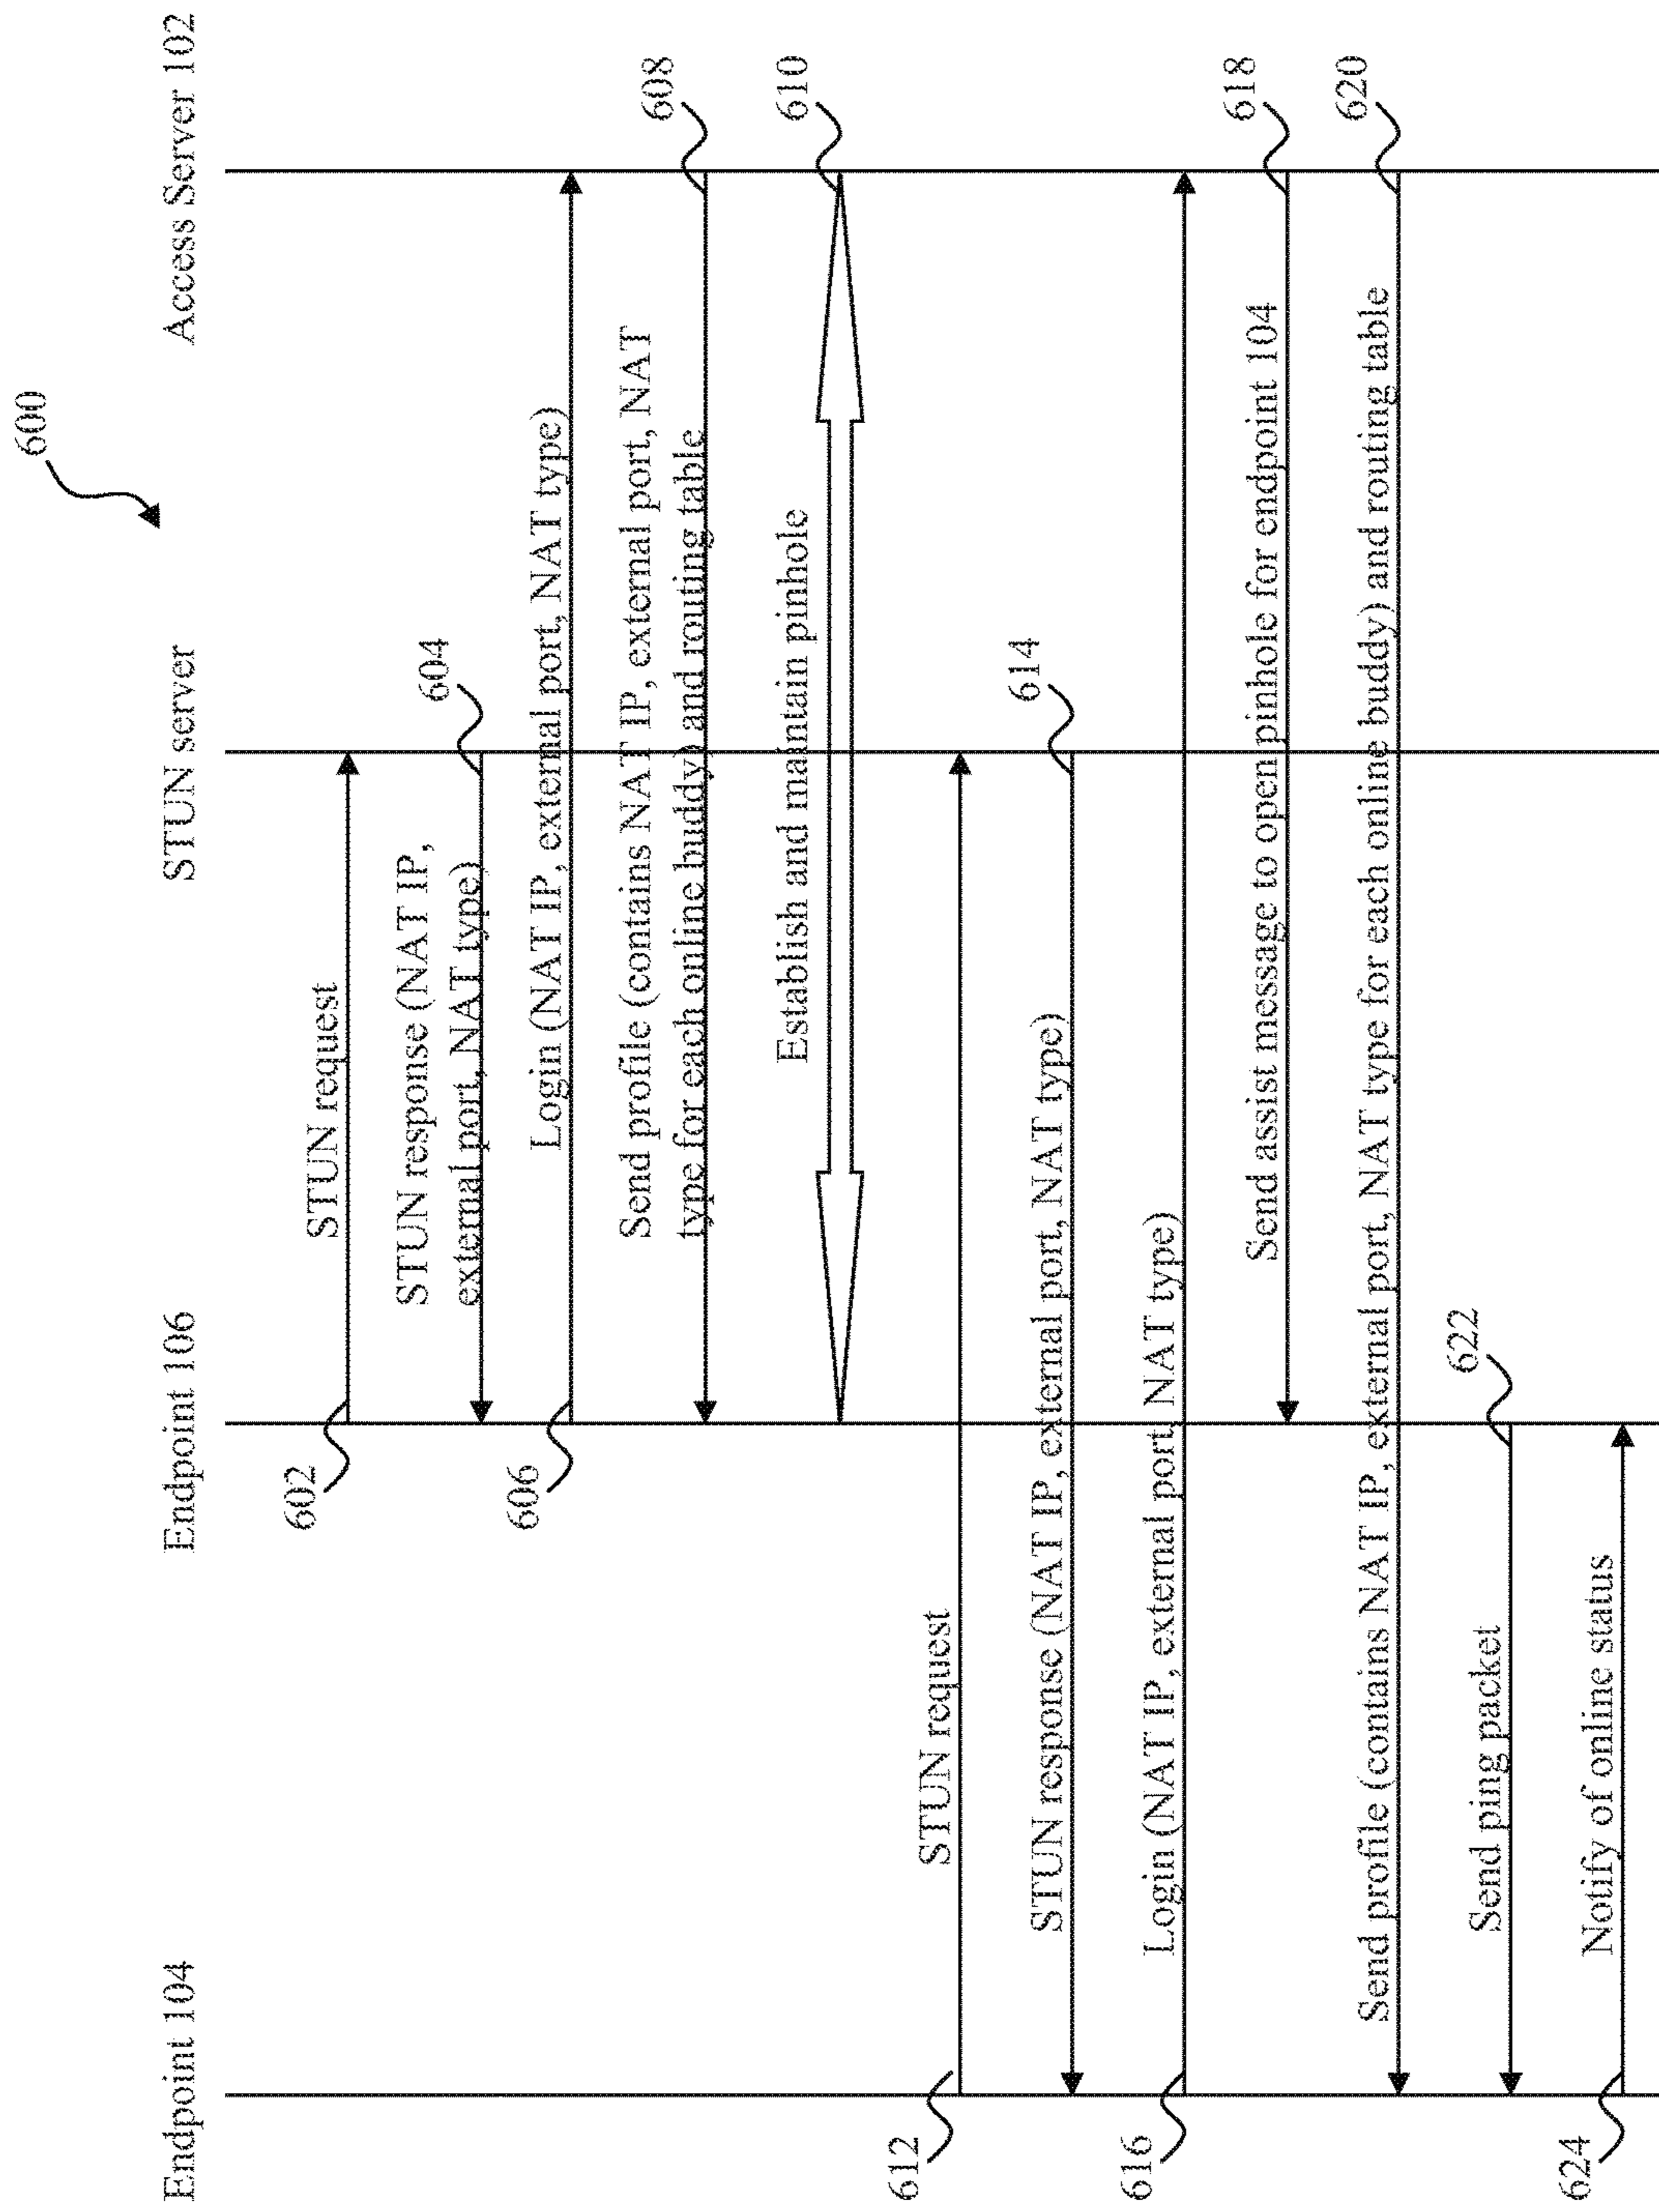 600
Endpoint 104
Endpoint 106
STUN server
Access Server 102
602
STUN request
STUN response (NAT IP,
external port, NAT type)
604
606
Login (NAT IP, external port, NAT type)
Send profile (contains NAT IP, external port, NAT
type for each online buddy) and routing table
608
Establish and maintain pinhole
610
612
STUN request
STUN response (NAT IP, external port, NAT type)
614
616
Login (NAT IP, external port, NAT type)
Send assist message to open pinhole for endpoint 104
618
Send profile (contains NAT IP, external port, NAT type for each online buddy) and routing table
620
Send ping packet
622
624
Notify of online status